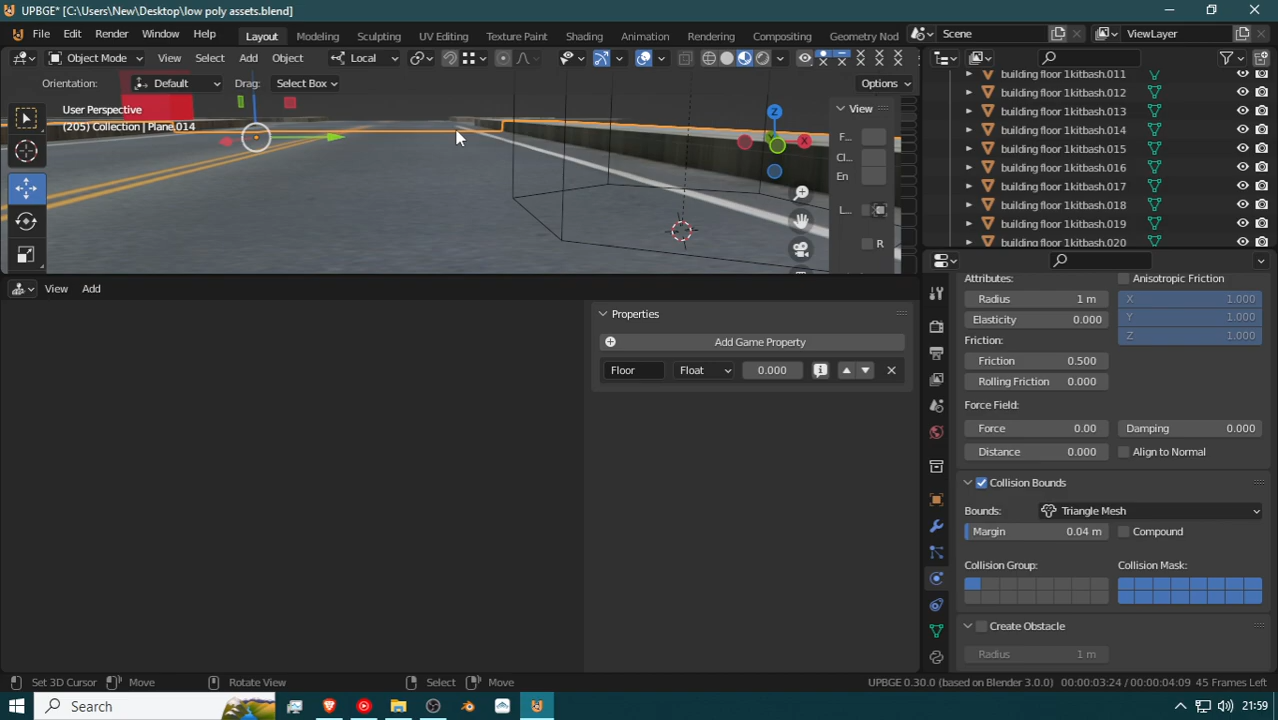 UPBGE* [C:\New\Desktop\low poly assets.blend]
File Edit Render Window Help Layout Modeling Sculpting UV Editing Texture Paint Shading Animation Rendering Compositing Geometry Nod Scene ViewLayer
Object Mode View Select Add Object Local
Orientation: Default Drag: Select Box Options
User Perspective
(205) Collection | Plane.014
View
F...
Cl...
En
L...
R
building floor 1kitbash.011
building floor 1kitbash.012
building floor 1kitbash.013
building floor 1kitbash.014
building floor 1kitbash.015
building floor 1kitbash.016
building floor 1kitbash.017
building floor 1kitbash.018
building floor 1kitbash.019
building floor 1kitbash.020
View Add
Properties
Add Game Property
Floor Float 0.000
Attributes: Anisotropic Friction
Radius 1 m X 1.000
Elasticity 0.000 Y 1.000
Z 1.000
Friction:
Friction 0.500
Rolling Friction 0.000
Force Field:
Force 0.00 Damping 0.000
Distance 0.000 Align to Normal
Collision Bounds
Bounds: Triangle Mesh
Margin 0.04 m Compound
Collision Group: Collision Mask:
Create Obstacle
Radius 1 m
Set 3D Cursor Move Rotate View Select Move UPBGE 0.30.0 (based on Blender 3.0.0) 00:00:03:24 / 00:00:04:09 45 Frames Left
Search 21:59